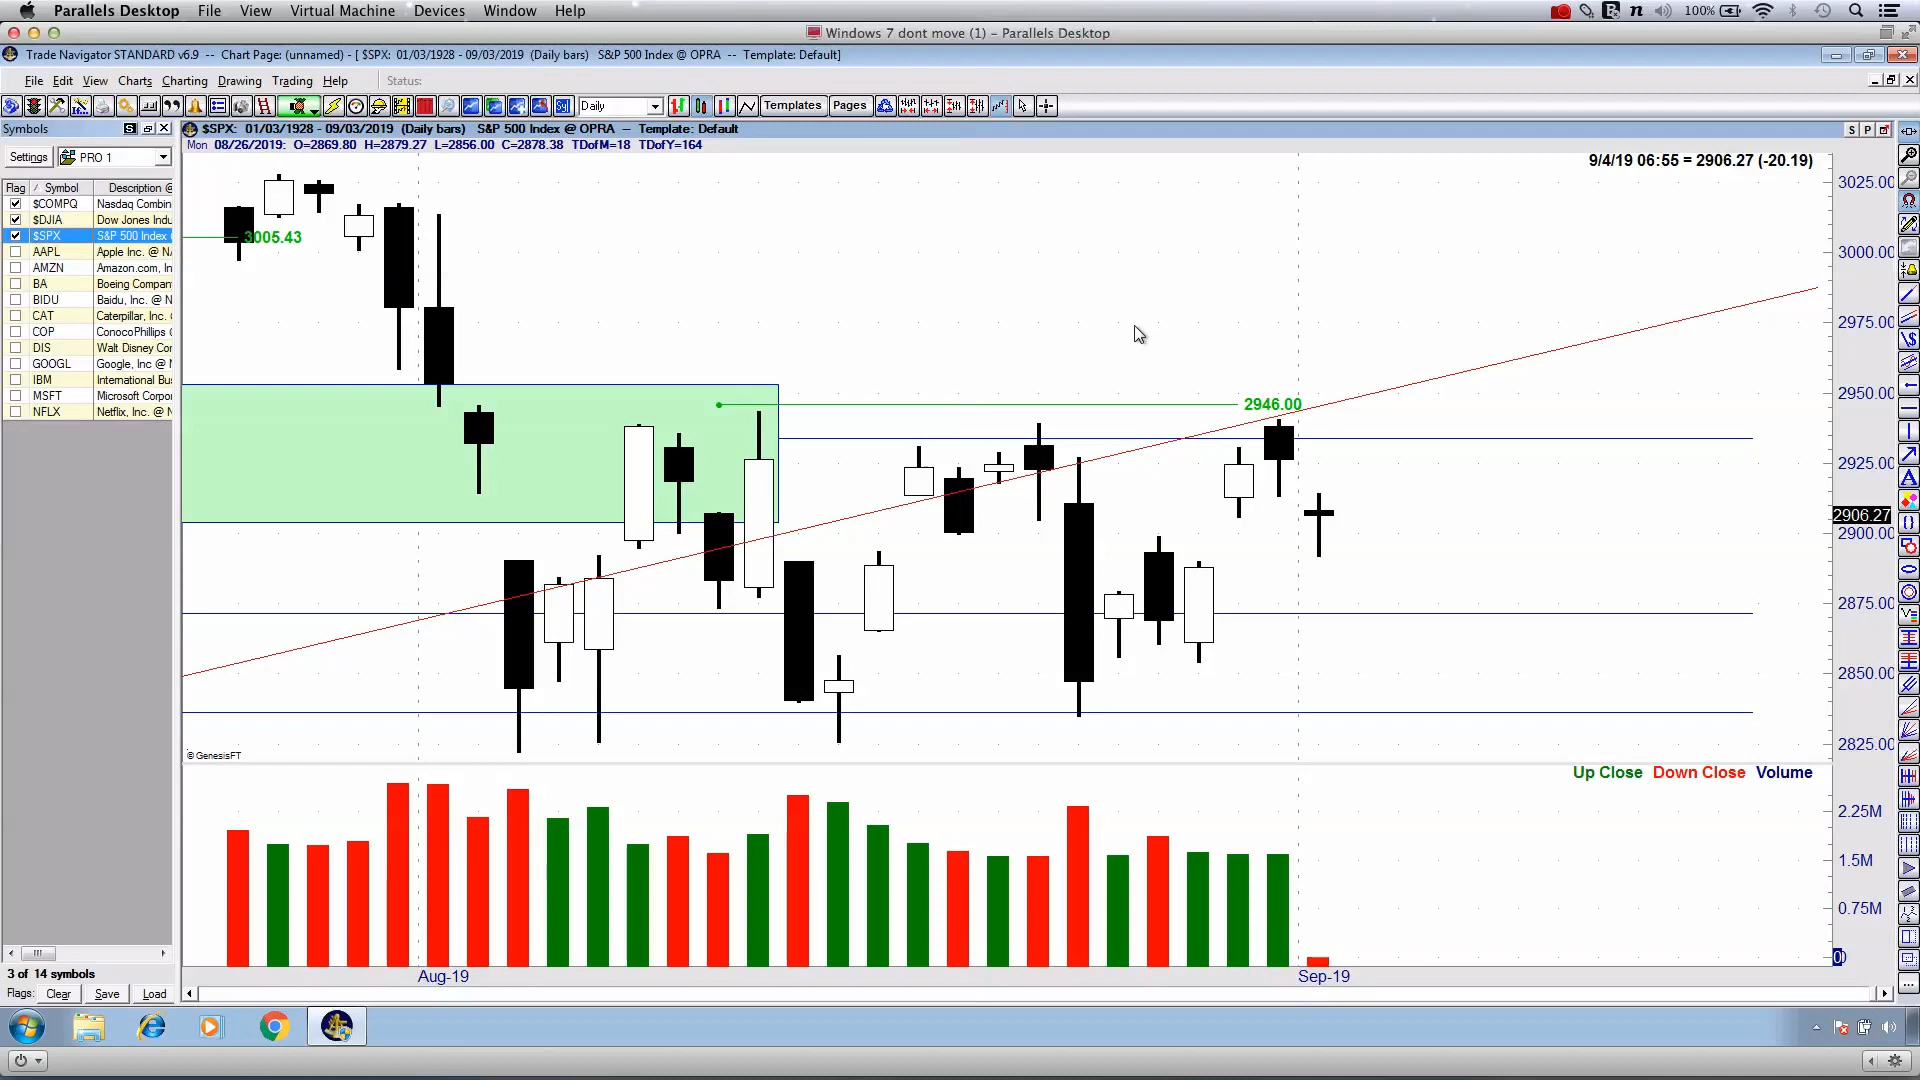 Parallels Desktop File View Virtual Machine Devices Window Help 100%
Windows 7 dont move (1) - Parallels Desktop
Trade Navigator STANDARD v6.9 -- Chart Page: (unnamed) - [ $SPX: 01/03/1928 - 09/03/2019 (Daily bars) S&P 500 Index @ OPRA -- Template: Default]
File Edit View Charts Charting Drawing Trading Help Status:
Daily Templates Pages
Symbols
$SPX: 01/03/1928 - 09/03/2019 (Daily bars) S&P 500 Index @ OPRA -- Template: Default
S P
Mon 08/26/2019: O=2869.80 H=2879.27 L=2856.00 C=2878.38 TDofM=18 TDofY=164
Settings PRO 1
9/4/19 06:55 = 2906.27 (-20.19)
Flag Symbol Description @
$COMPQ Nasdaq Combin
$DJIA Dow Jones Indu
$SPX S&P 500 Index @
AAPL Apple Inc. @ NA
AMZN Amazon.com, In
BA Boeing Compan
BIDU Baidu, Inc. @ N
CAT Caterpillar, Inc.
COP ConocoPhillips
DIS Walt Disney Cor
GOOGL Google, Inc @ N
IBM International Bus
MSFT Microsoft Corpor
NFLX Netflix, Inc. @ N
3005.43
2946.00
3025.00
3000.00
2975.00
2950.00
2925.00
2906.27
2900.00
2875.00
2850.00
2825.00
© GenesisFT
Up Close Down Close Volume
2.25M
1.5M
0.75M
0
Aug-19 Sep-19
3 of 14 symbols
Flags: Clear Save Load